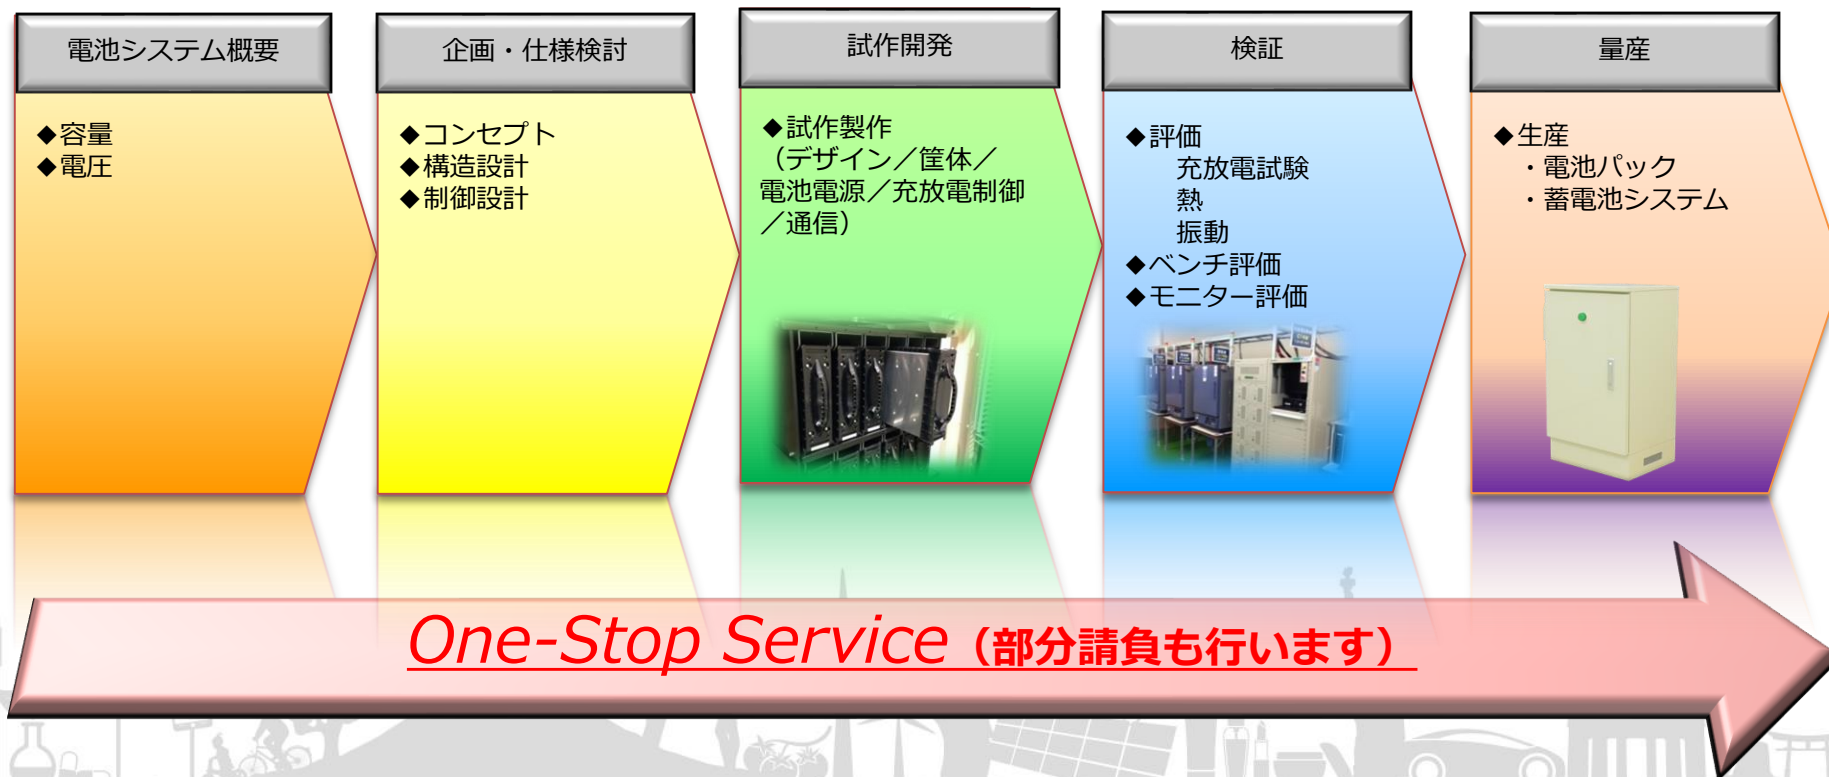 電池システム概要
◆容量
◆電圧
企画・仕様検討
◆コンセプト
◆構造設計
◆制御設計
試作開発
◆試作製作
（デザイン／筐体／
電池電源／充放電制御
／通信）
検証
◆評価
充放電試験
熱
振動
◆ベンチ評価
◆モニター評価
量産
◆生産
・電池パック
・蓄電池システム
One-Stop Service（部分請負も行います）